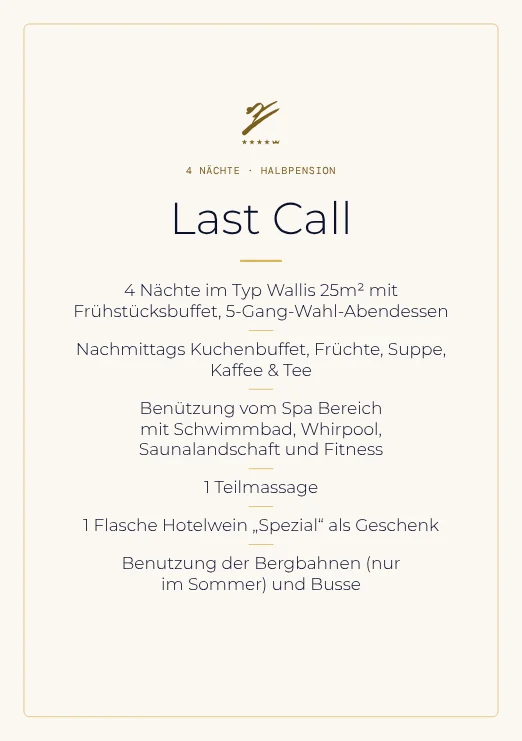 4 NÄCHTE · HALBPENSION
Last Call
4 Nächte im Typ Wallis 25m² mit
Frühstücksbuffet, 5-Gang-Wahl-Abendessen
Nachmittags Kuchenbuffet, Früchte, Suppe,
Kaffee & Tee
Benützung vom Spa Bereich
mit Schwimmbad, Whirpool,
Saunalandschaft und Fitness
1 Teilmassage
1 Flasche Hotelwein „Spezial“ als Geschenk
Benutzung der Bergbahnen (nur
im Sommer) und Busse